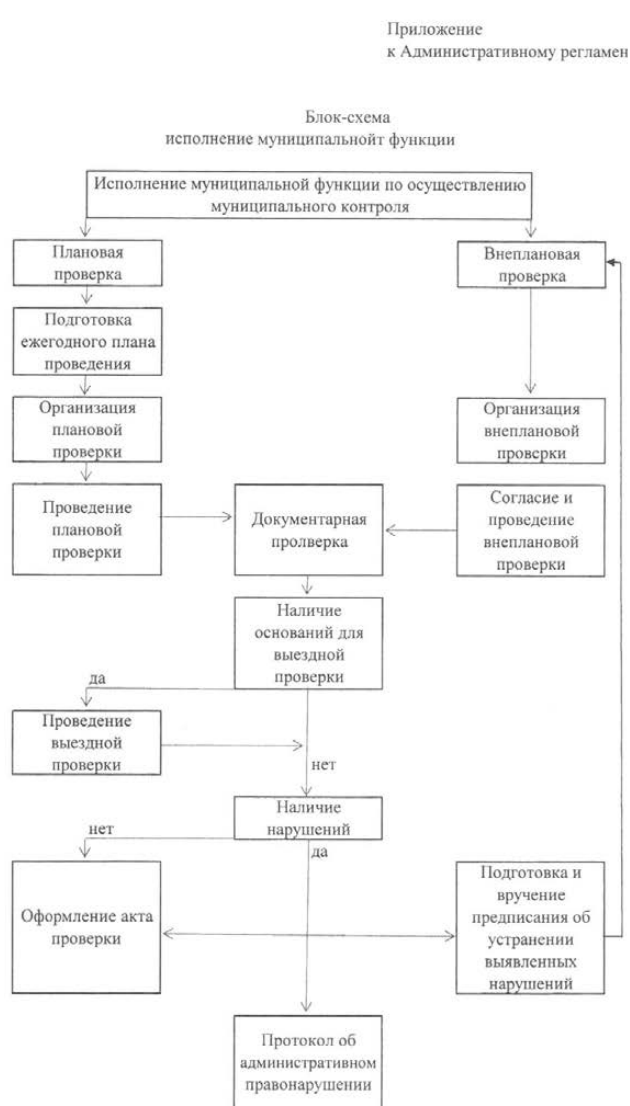 Приложение
к Административному регламен
Блок-схема
исполнение муниципальнойт функции
Исполнение муниципальной функции по осуществлению
муниципального контроля
Плановая
проверка
Внеплановая
проверка
Подготовка
ежегодного плана
проведения
Организация
плановой
проверки
Организация
внеплановой
проверки
Проведение
плановой
проверки
Документарная
пролверка
Согласие и
проведение
внеплановой
проверки
Наличие
оснований для
выездной
проверки
да
Проведение
выездной
проверки
нет
Наличие
нарушений
нет
да
Оформление акта
проверки
Подготовка и
вручение
предписания об
устранении
выявленных
нарушений
Протокол об
административном
правонарушении